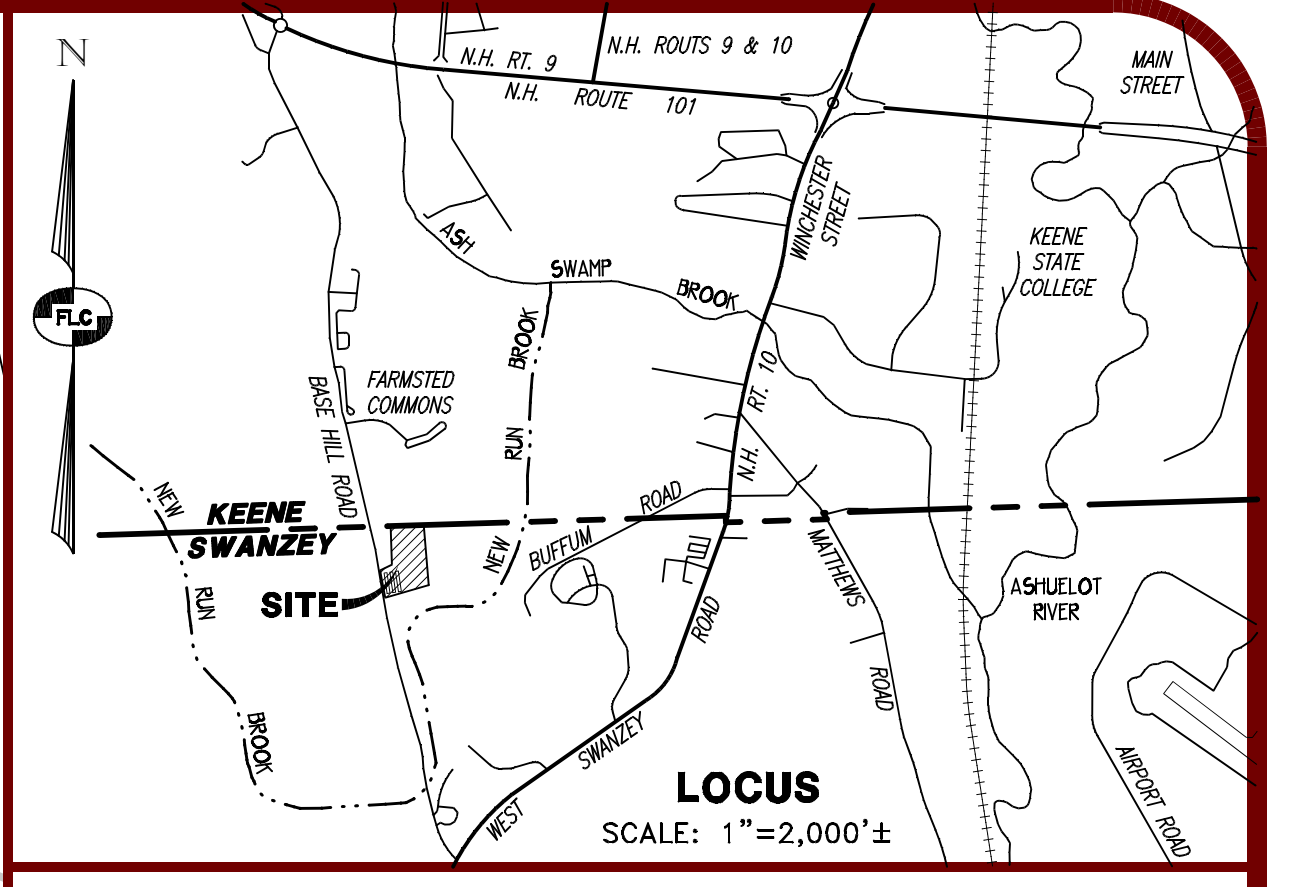 N
N.H. RT. 9
N.H. ROUTS 9 & 10
N.H. ROUTE 101
MAIN
STREET
WINCHESTER
STREET
ASH SWAMP BROOK
KEENE
STATE
COLLEGE
FLC
FARMSTED
COMMONS
BASE HILL ROAD
NEW RUN BROOK
N.H. RT. 10
NEW RUN BROOK
KEENE
SWANZEY
BUFFUM ROAD
SITE
MATTHEWS ROAD
ASHUELOT
RIVER
WEST SWANZEY ROAD
AIRPORT ROAD
LOCUS
SCALE: 1"=2,000'±